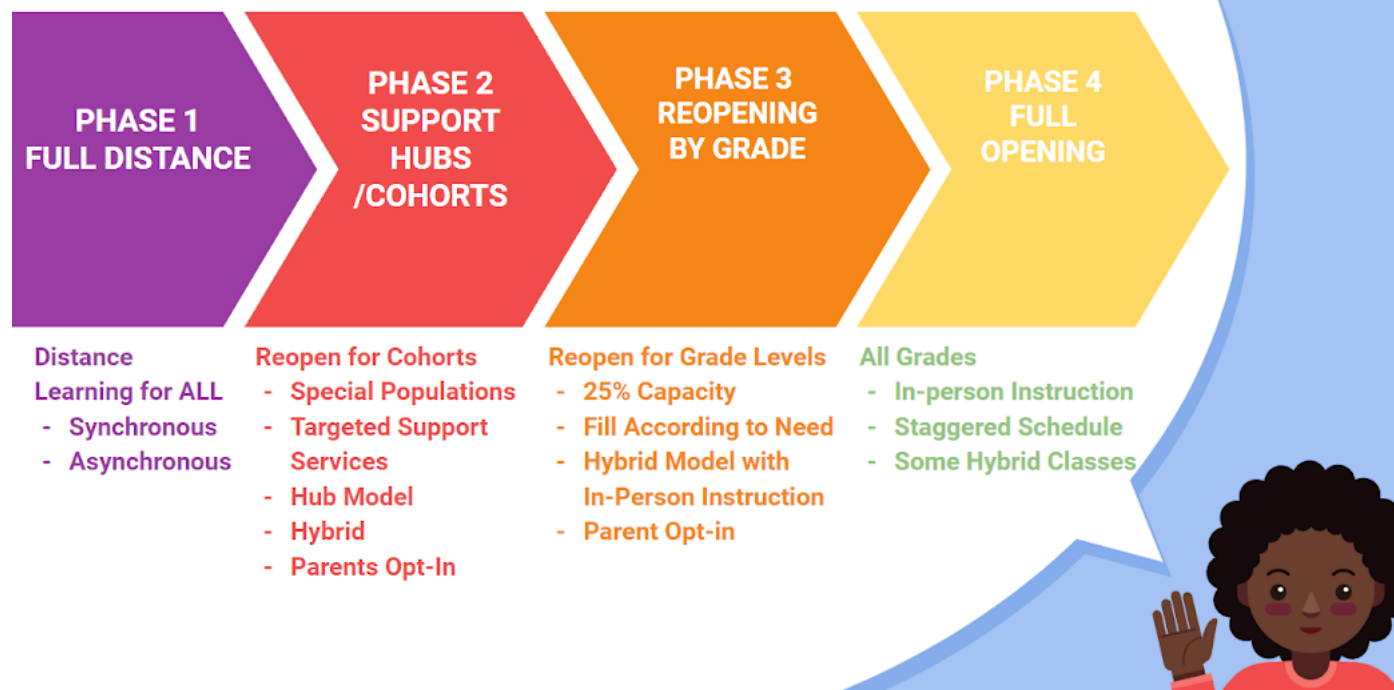 PHASE 1
FULL DISTANCE
PHASE 2
SUPPORT
HUBS
/COHORTS
PHASE 3
REOPENING
BY GRADE
PHASE 4
FULL
OPENING
Distance
Learning for ALL
- Synchronous
- Asynchronous
Reopen for Cohorts
- Special Populations
- Targeted Support
Services
- Hub Model
- Hybrid
- Parents Opt-In
Reopen for Grade Levels
- 25% Capacity
- Fill According to Need
- Hybrid Model with
In-Person Instruction
- Parent Opt-in
All Grades
- In-person Instruction
- Staggered Schedule
- Some Hybrid Classes